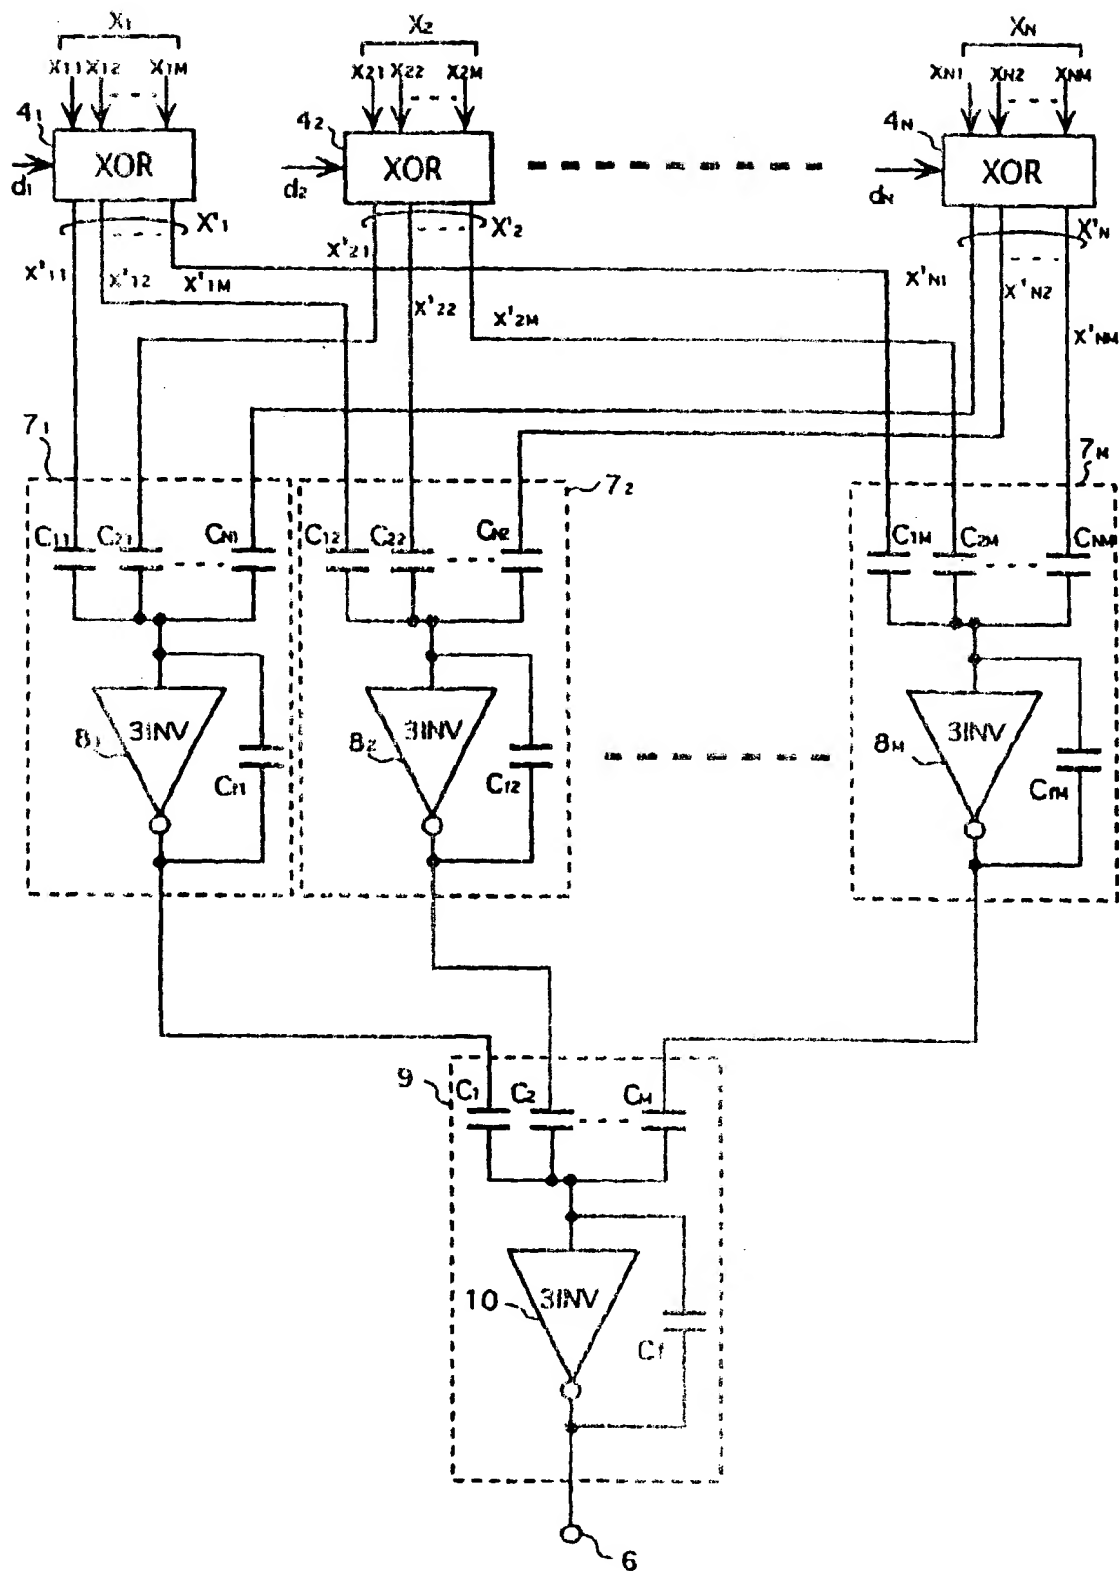 X1 X2 XN
x11 x12 x1M x21 x22 x2M xN1 xN2 xNM
41 42 4N
XOR XOR XOR
d1 d2 dN
X'1 X'2 X'N
x'11 x'12 x'1M x'21 x'22 x'2M x'N1 x'N2 x'NM
71 72 7M
C11 C21 CN1 C12 C22 CN2 C1M C2M CNM
3INV 3INV 3INV
81 82 8M
Cf1 Cf2 CfM
9 C1 C2 CM
3INV
10 Cf
6